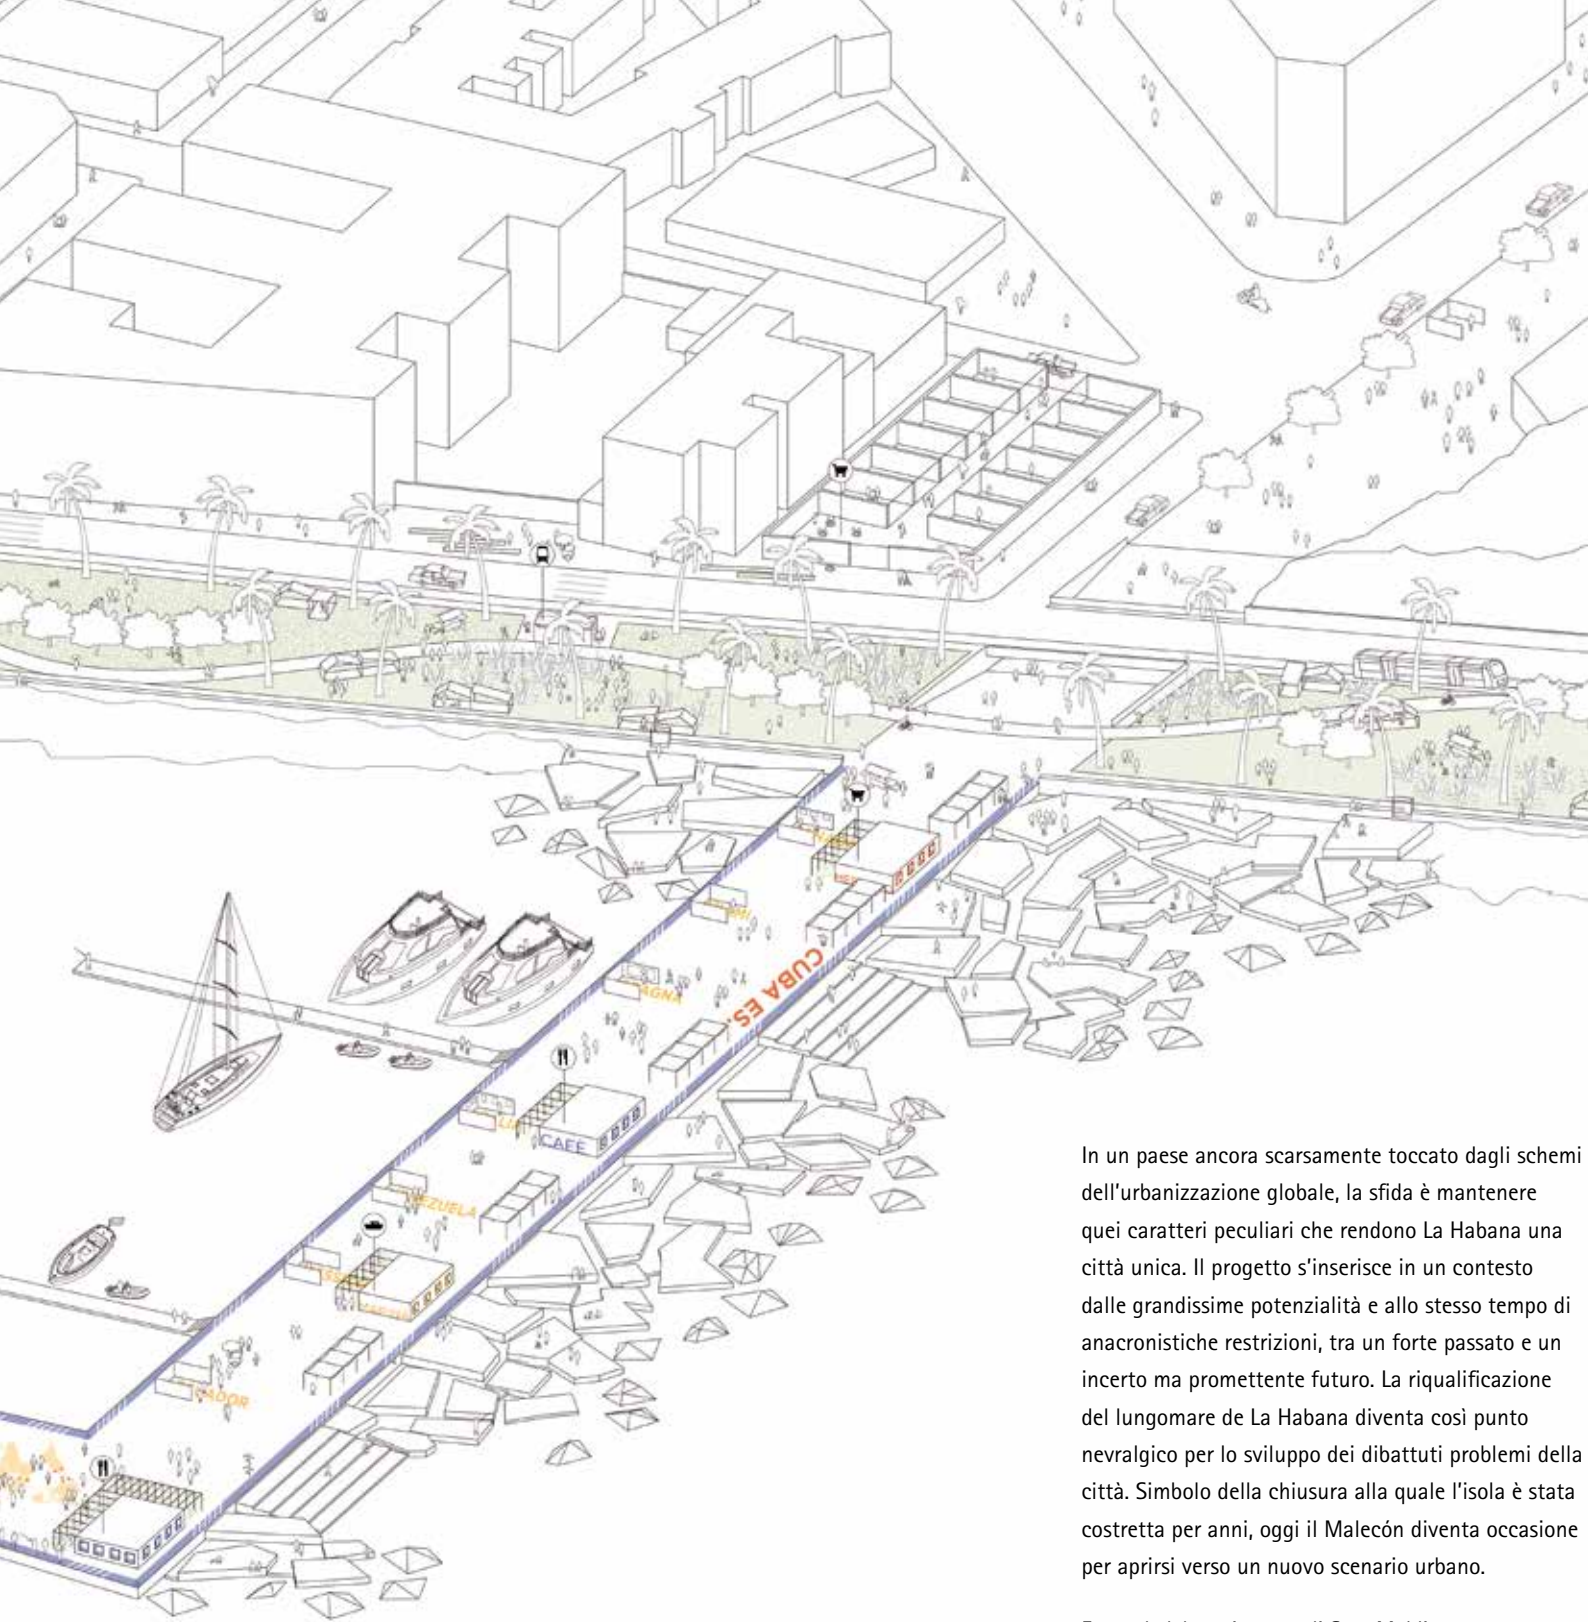 CUBA ES.
CAFÉ
In un paese ancora scarsamente toccato dagli schemi
dell'urbanizzazione globale, la sfida è mantenere
quei caratteri peculiari che rendono La Habana una
città unica. Il progetto s'inserisce in un contesto
dalle grandissime potenzialità e allo stesso tempo di
anacronistiche restrizioni, tra un forte passato e un
incerto ma promettente futuro. La riqualificazione
del lungomare de La Habana diventa così punto
nevralgico per lo sviluppo dei dibattuti problemi della
città. Simbolo della chiusura alla quale l'isola è stata
costretta per anni, oggi il Malecón diventa occasione
per aprirsi verso un nuovo scenario urbano.